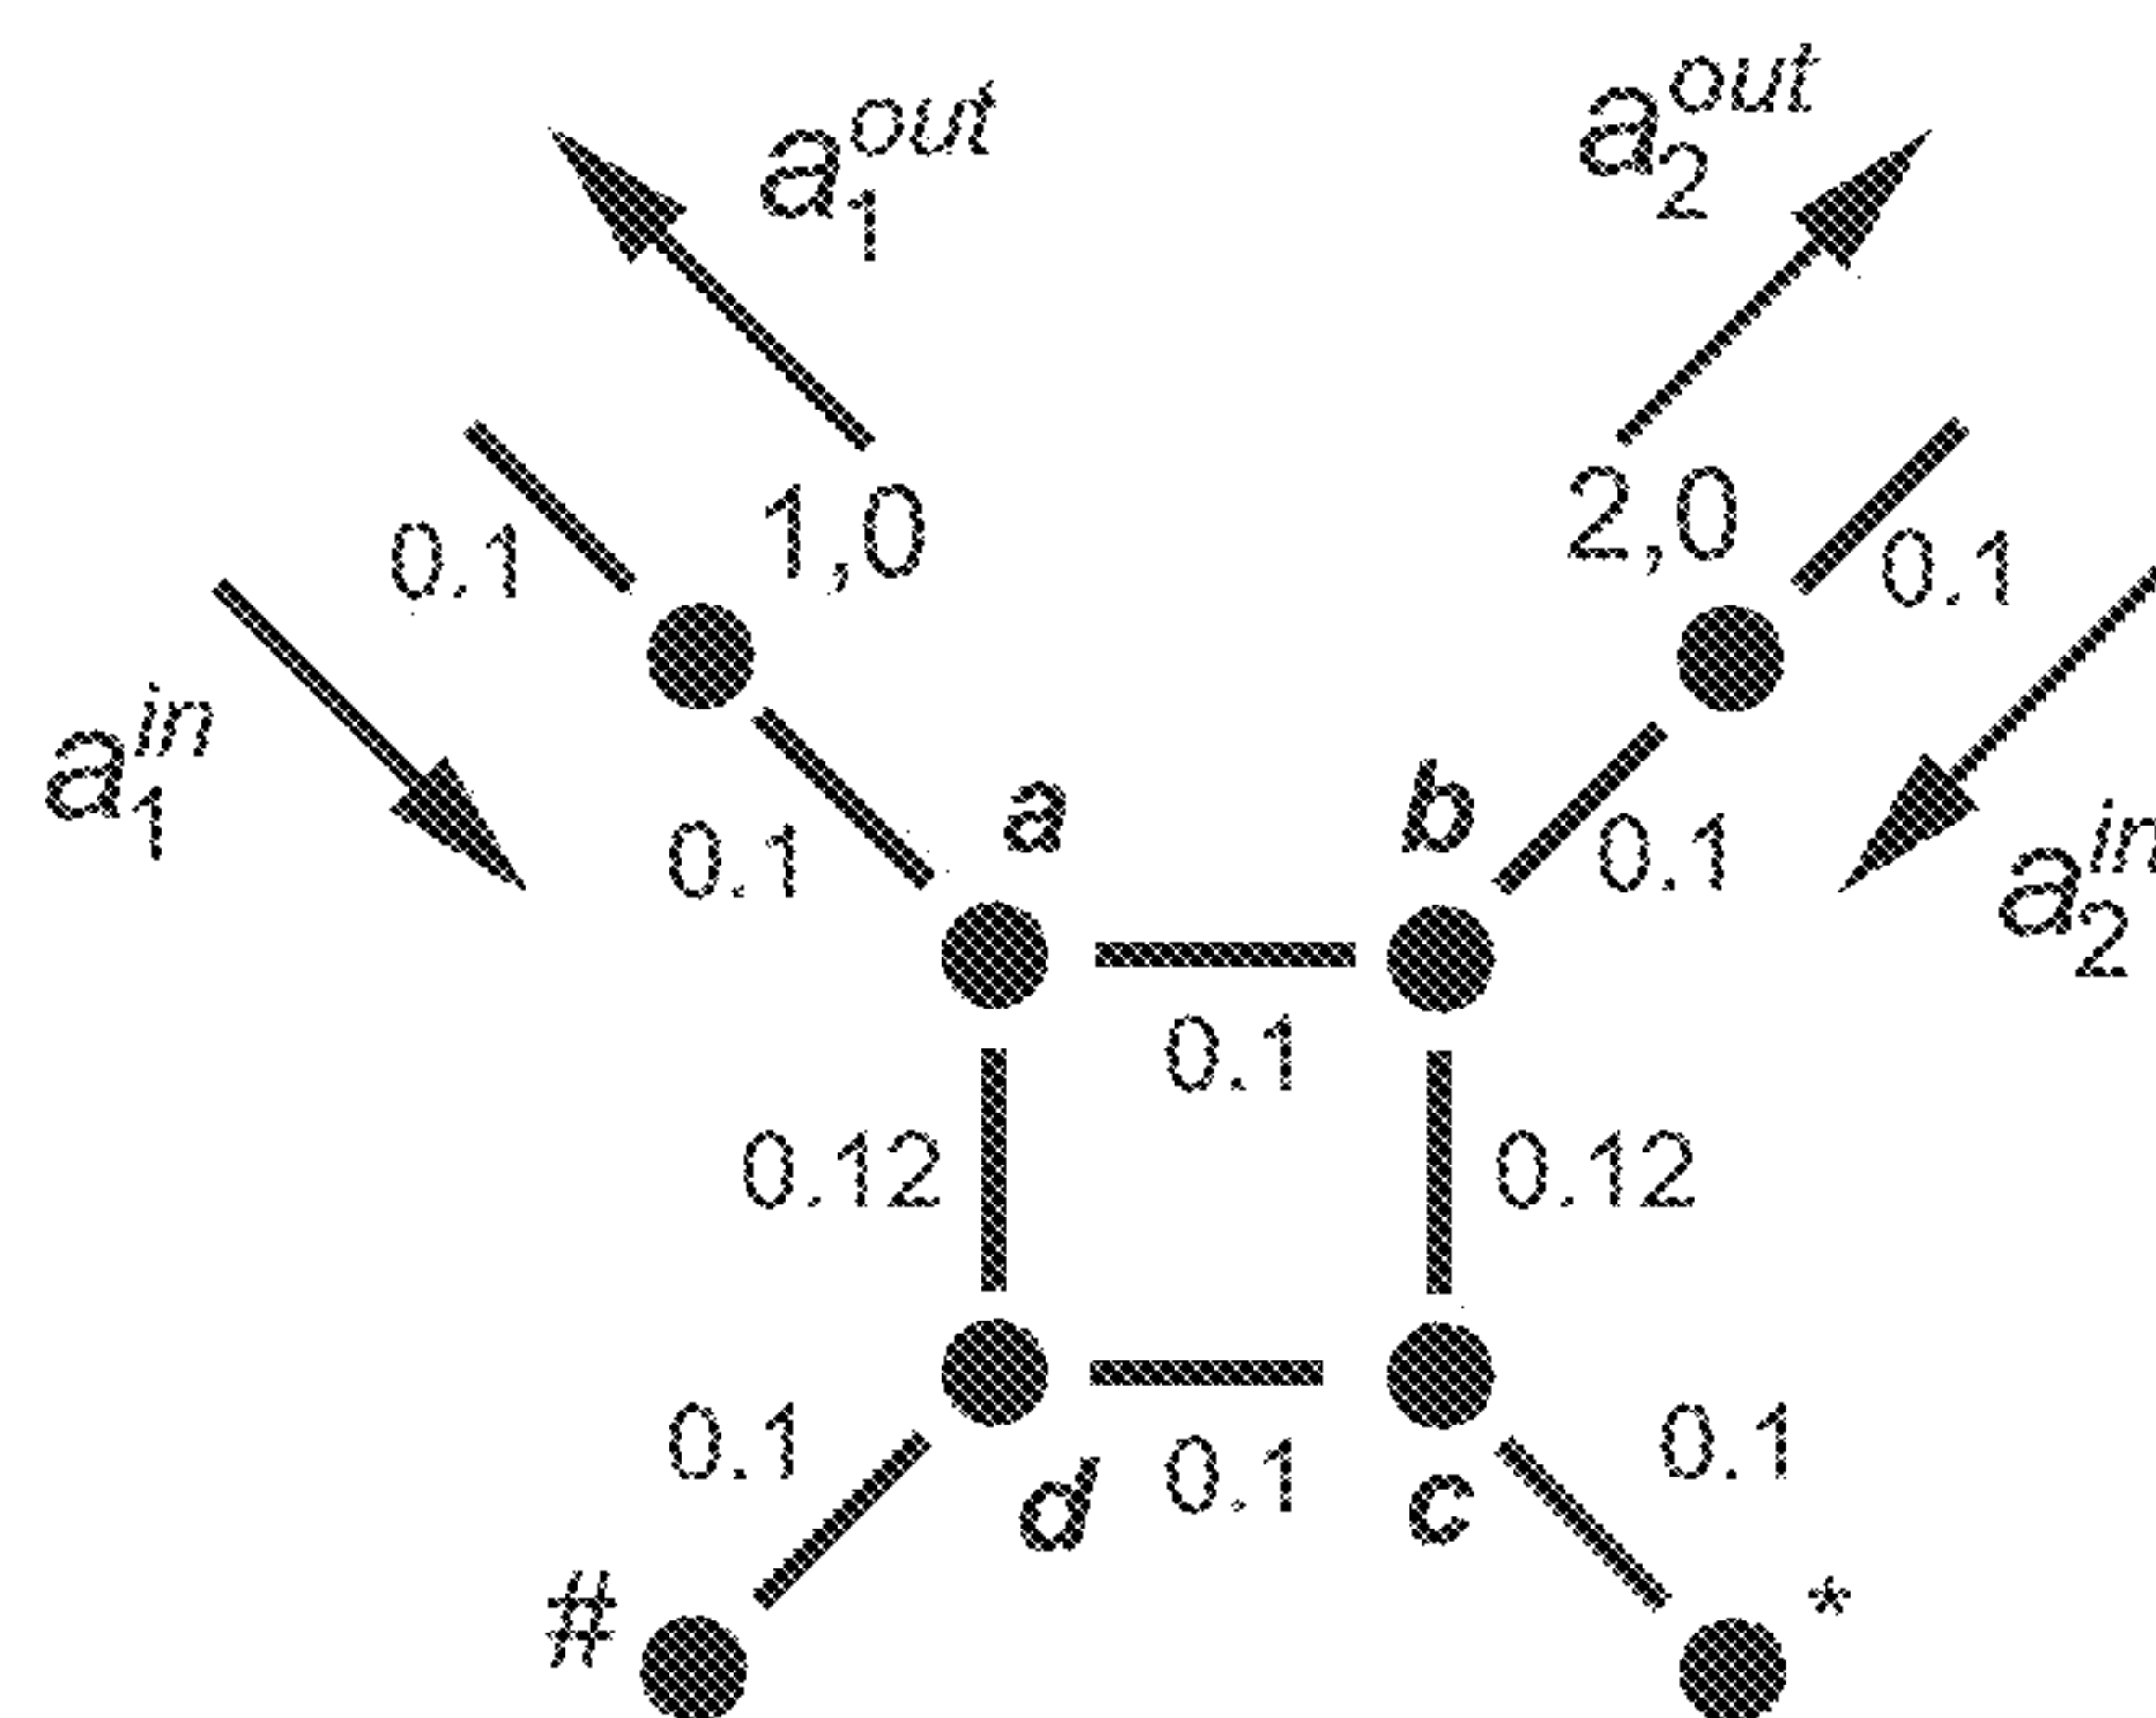 a₁ᵒᵘᵗ a₂ᵒᵘᵗ
0.1 1,0 2,0 0.1
a₁ⁱⁿ 0.1 a b 0.1 a₂ⁱⁿ
0.1
0.12 0.12
0.1 d 0.1 c 0.1
# *